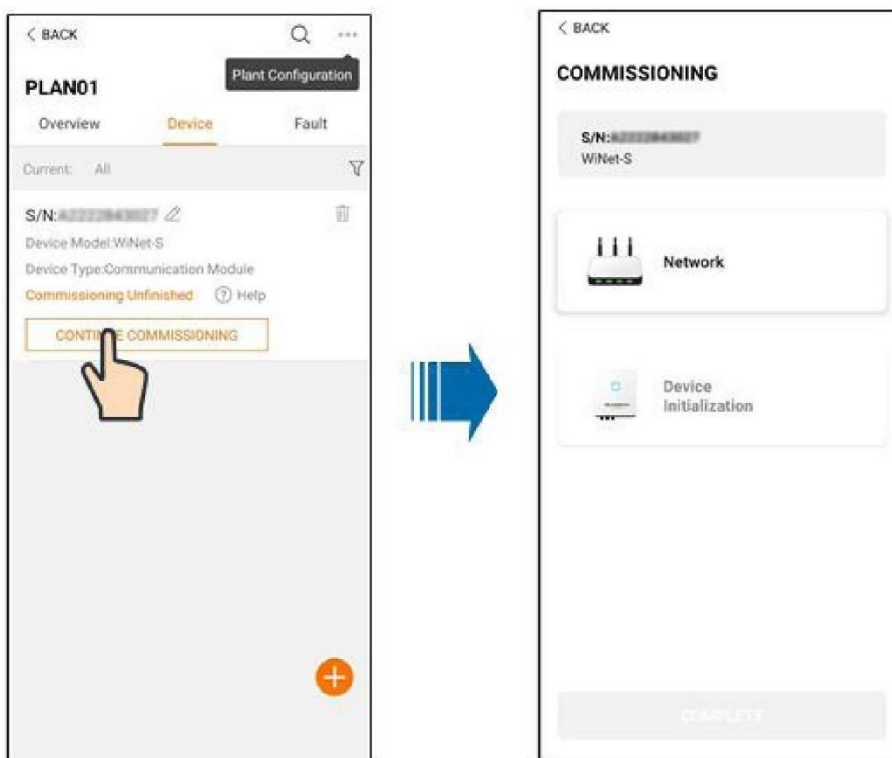 < BACK
Plant Configuration
PLAN01
Overview Device Fault
Current: All
S/N:
Device Model:WiNet-S
Device Type:Communication Module
Commissioning Unfinished ? Help
COMMISSIONING
< BACK
COMMISSIONING
S/N:
WiNet-S
Network
Device
Initialization
COMPLETE